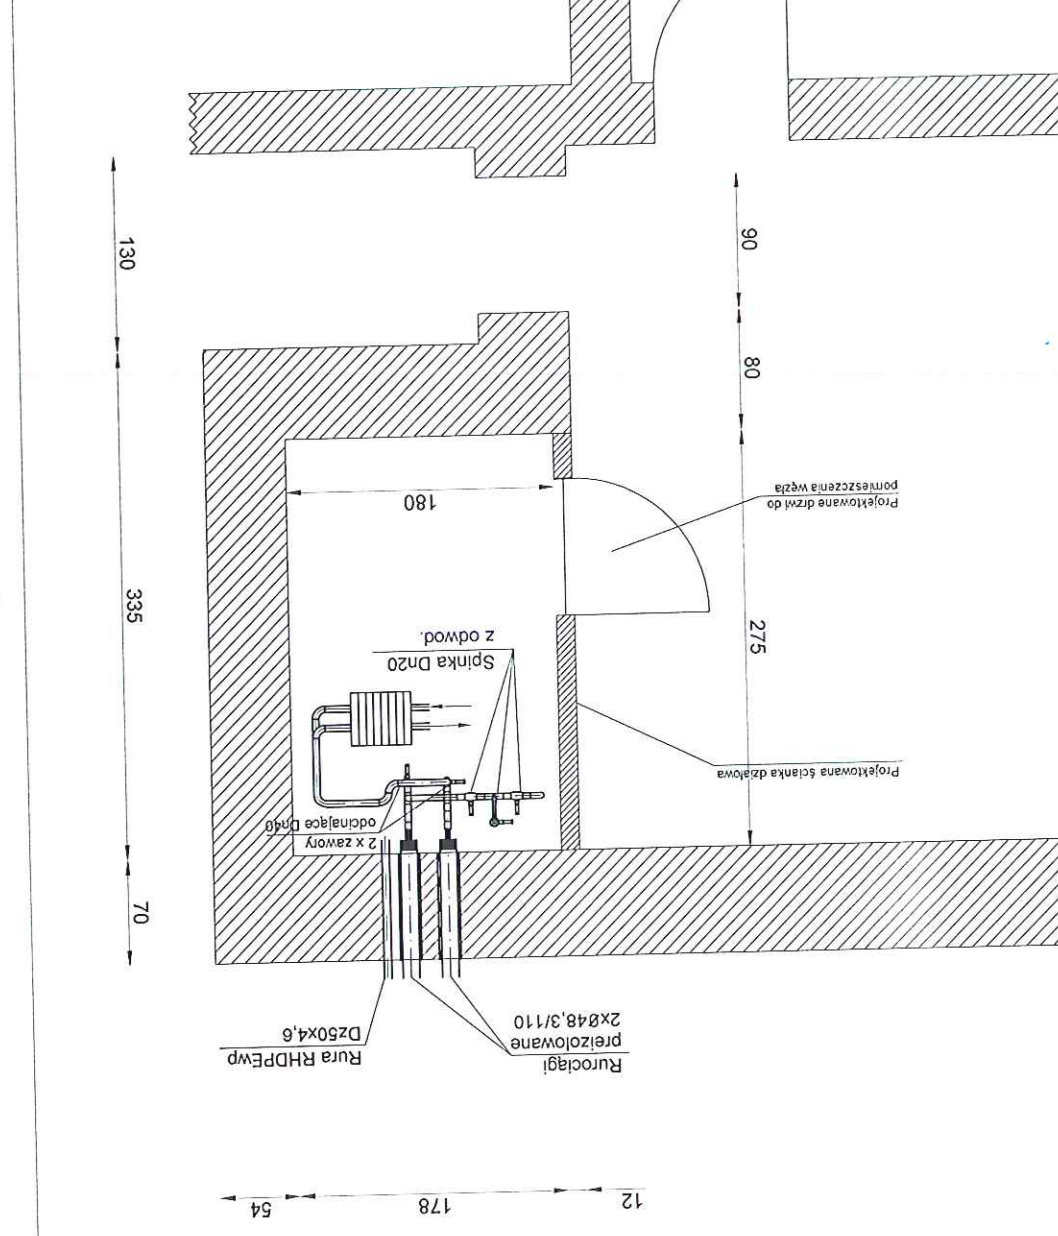 Rurociągi
preizolowane
2xØ48,3/110
Rura RHDPEwp
Dz50x4,6
2 x zawory
odcinające Dn40
Spinka Dn20
z odwod.
Projektowana ścianka działowa
Projektowane drzwi do
pomieszczenia węzła
12
178
54
70
335
130
275
80
90
180